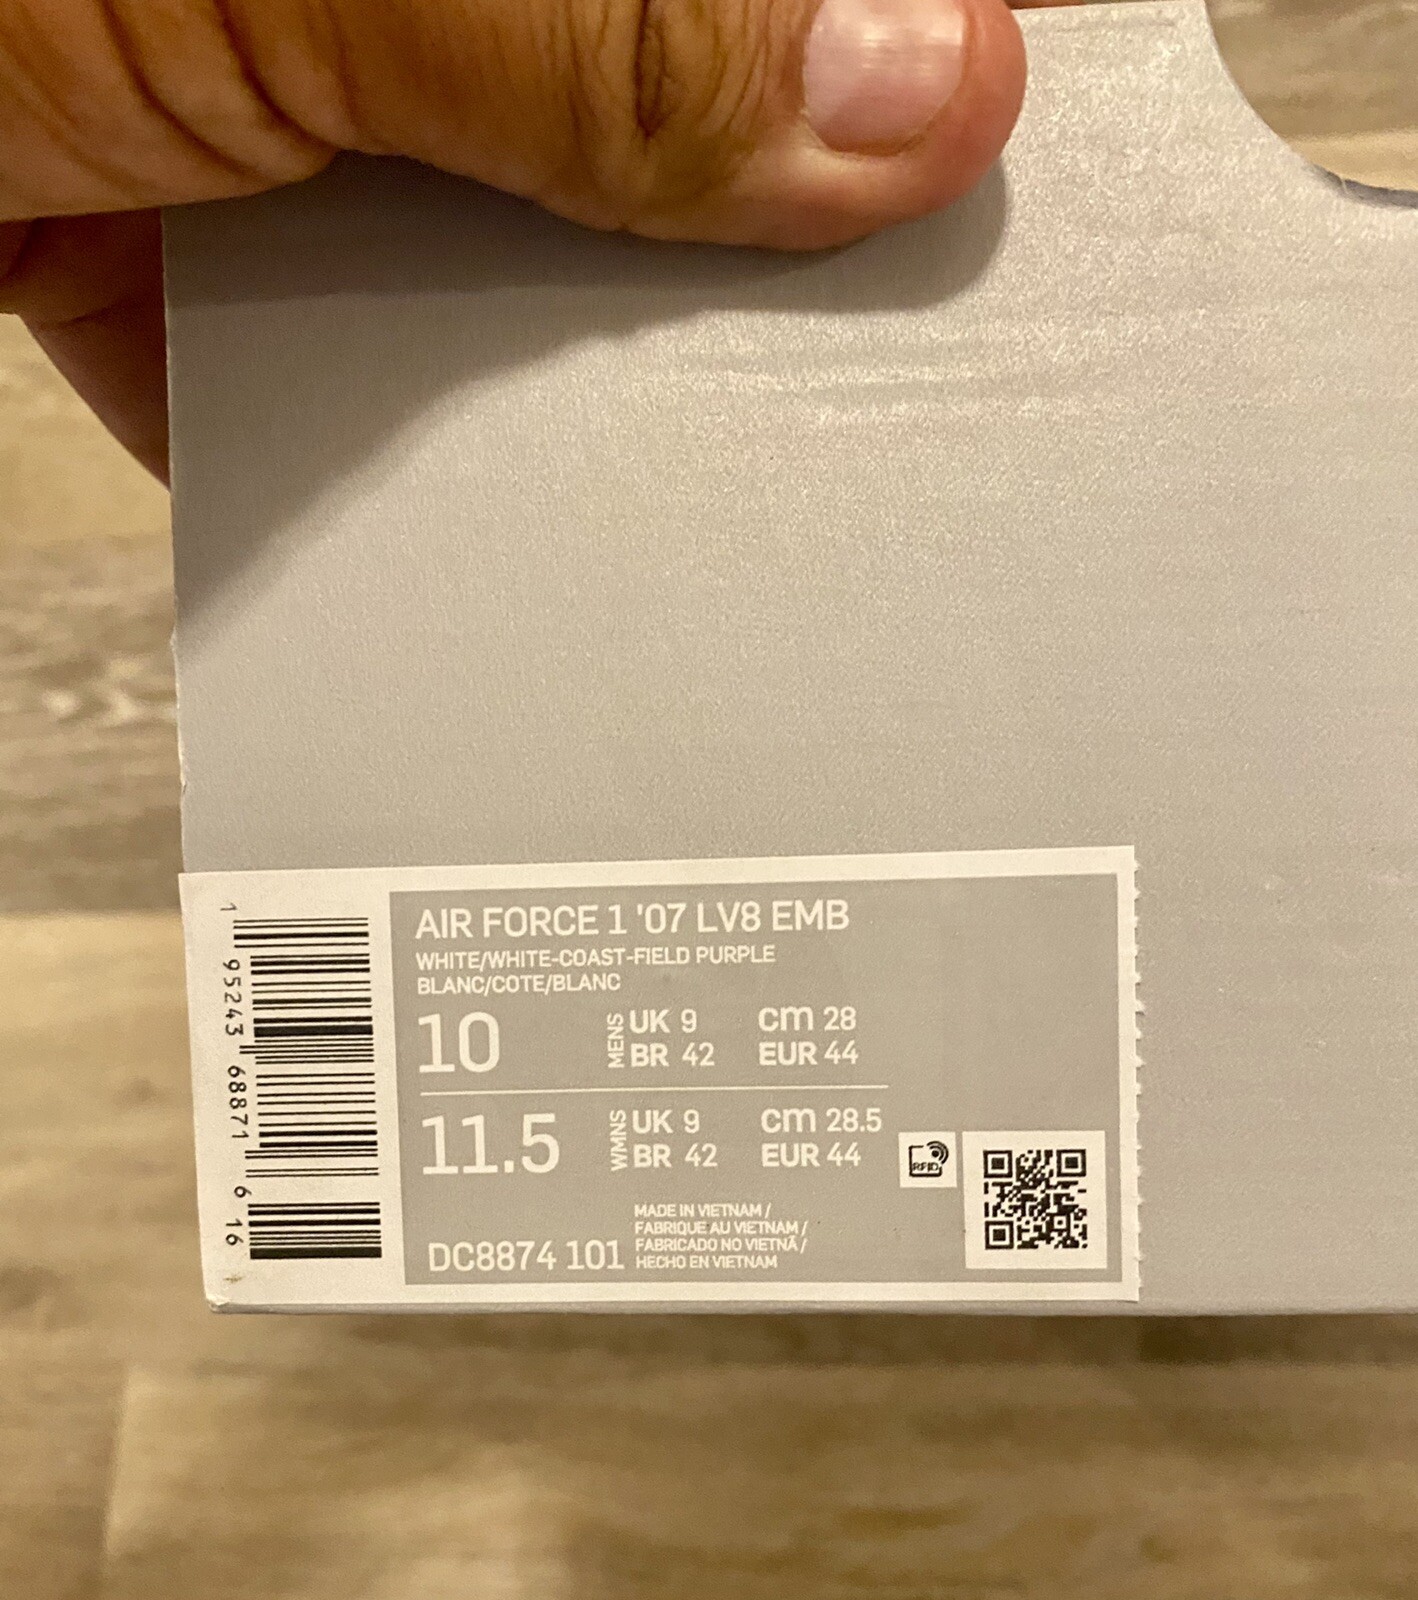 AIR FORCE 1 '07 LV8 EMB
WHITE/WHITE-COAST-FIELD PURPLE
BLANC/COTE/BLANC
10 MENS UK 9 cm 28
BR 42 EUR 44
11.5 WMNS UK 9 cm 28.5
BR 42 EUR 44
RFID
MADE IN VIETNAM /
FABRIQUE AU VIETNAM /
FABRICADO NO VIETNÃ /
HECHO EN VIETNAM
DC8874 101
1 95243 68871 6 16